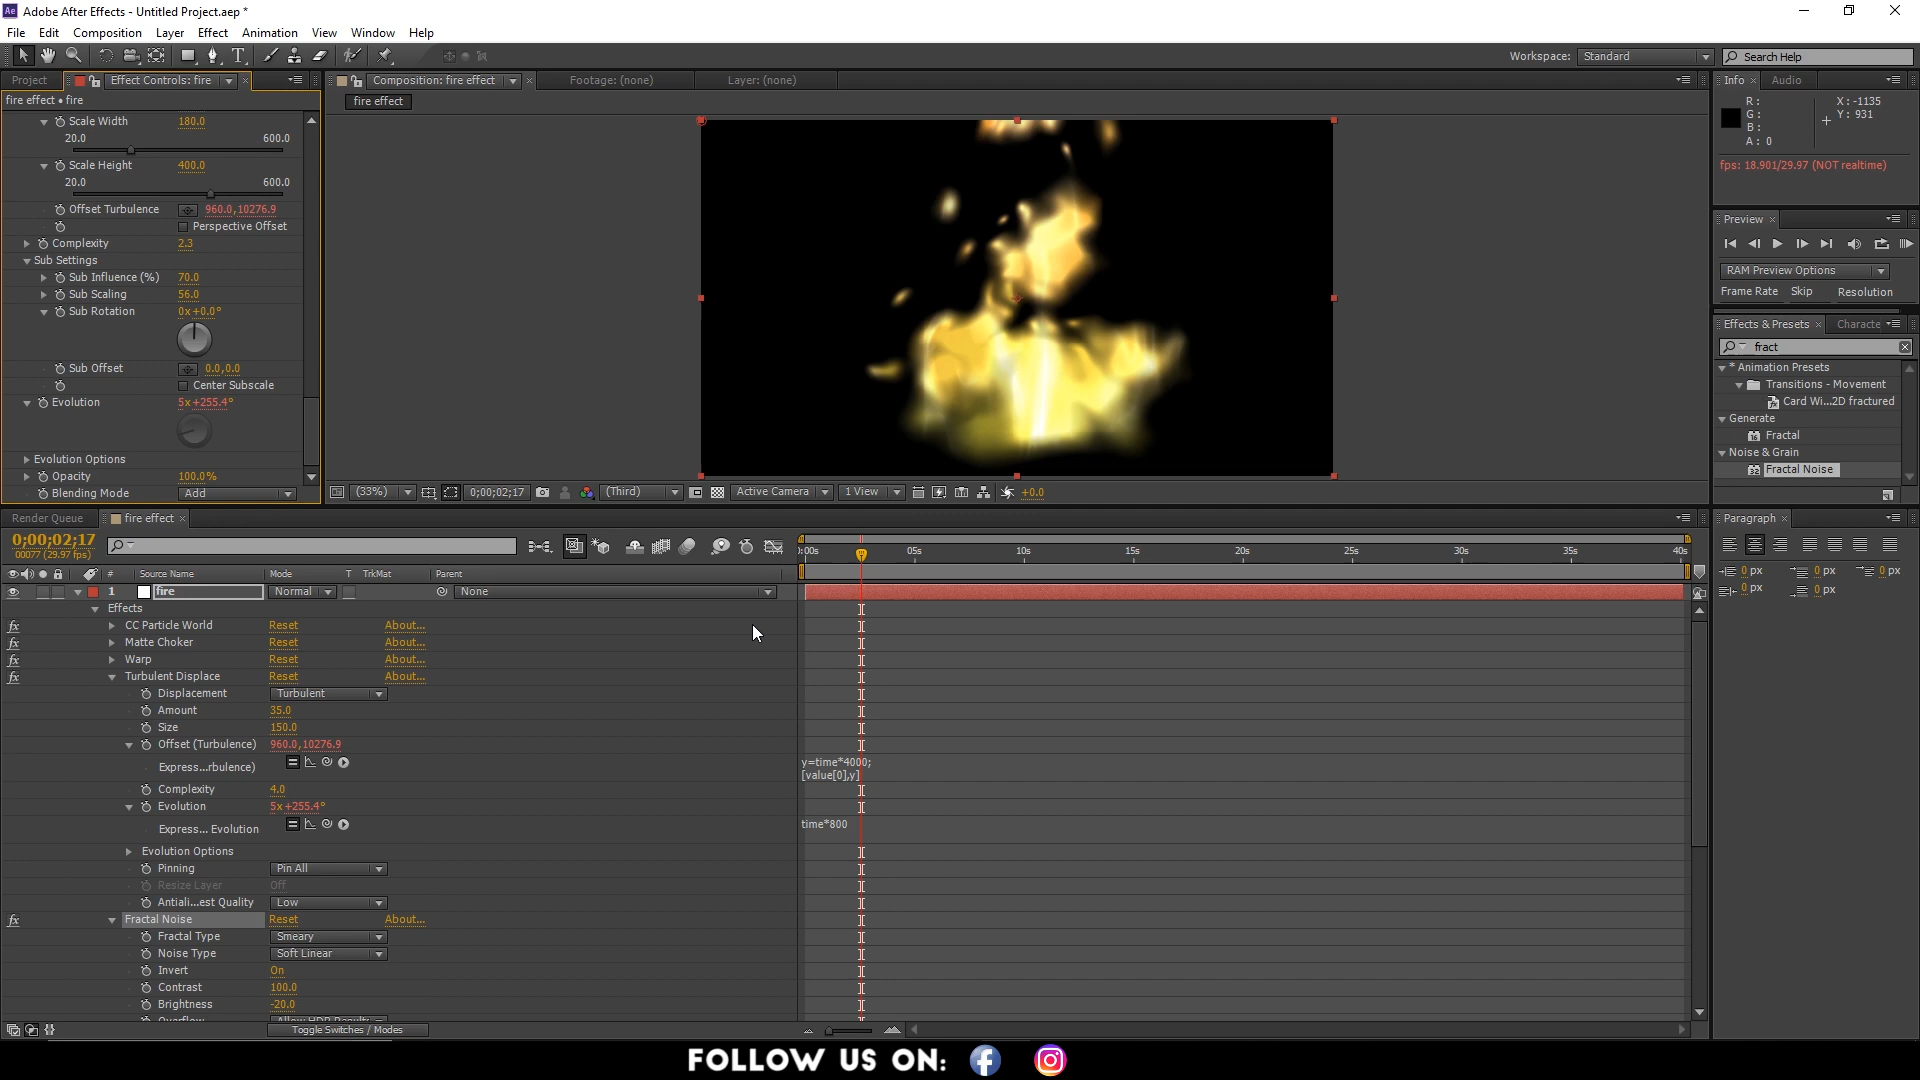 Adobe After Effects - Untitled Project.aep *
File Edit Composition Layer Effect Animation View Window Help
Workspace: Standard Search Help
Project Effect Controls: fire
Composition: fire effect Footage: (none) Layer: (none)
Info Audio
fire effect • fire
fire effect
R: X: -1135
G: Y: 931
B:
A: 0
fps: 18.901/29.97 (NOT realtime)
Scale Width 180.0
20.0 600.0
Scale Height 400.0
20.0 600.0
Offset Turbulence 960.0,10276.9
Perspective Offset
Complexity 2.3
Sub Settings
Sub Influence (%) 70.0
Sub Scaling 56.0
Sub Rotation 0x+0.0°
Sub Offset 0.0,0.0
Center Subscale
Evolution 5x+255.4°
Evolution Options
Opacity 100.0%
Blending Mode Add
(33%) 0;00;02;17 (Third) Active Camera 1 View +0.0
Preview
RAM Preview Options
Frame Rate Skip Resolution
Effects & Presets Characte
fract
* Animation Presets
Transitions - Movement
Card Wi...2D fractured
Generate
Fractal
Noise & Grain
Fractal Noise
Render Queue fire effect
0;00;02;17
00077 (29.97 fps)
:00s 05s 10s 15s 20s 25s 30s 35s 40s
# Source Name Mode T TrkMat Parent
1 fire Normal None
Effects
CC Particle World Reset About...
Matte Choker Reset About...
Warp Reset About...
Turbulent Displace Reset About...
Displacement Turbulent
Amount 35.0
Size 150.0
Offset (Turbulence) 960.0,10276.9
Express...rbulence) y=time*4000;
[value[0],y]
Complexity 4.0
Evolution 5x+255.4°
Express... Evolution time*800
Evolution Options
Pinning Pin All
Resize Layer Off
Antiali...est Quality Low
Fractal Noise Reset About...
Fractal Type Smeary
Noise Type Soft Linear
Invert On
Contrast 100.0
Brightness -20.0
Toggle Switches / Modes
Paragraph
0 px 0 px 0 px
0 px 0 px
FOLLOW US ON: